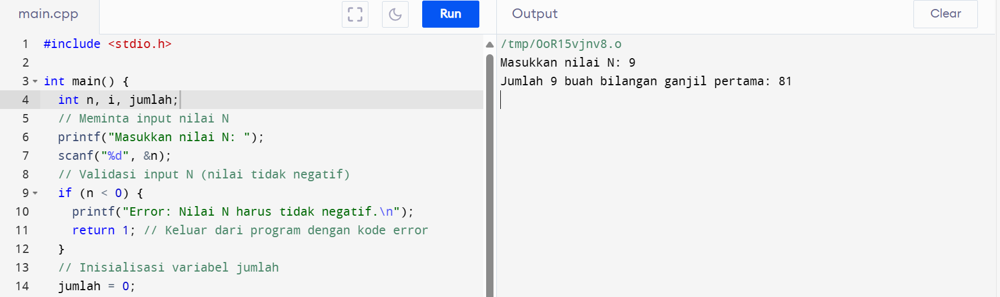 main.cpp
Run
Output
Clear
1 #include <stdio.h>
2
3 int main() {
4 int n, i, jumlah;
5 // Meminta input nilai N
6 printf("Masukkan nilai N: ");
7 scanf("%d", &n);
8 // Validasi input N (nilai tidak negatif)
9 if (n < 0) {
10 printf("Error: Nilai N harus tidak negatif.\n");
11 return 1; // Keluar dari program dengan kode error
12 }
13 // Inisialisasi variabel jumlah
14 jumlah = 0;
/tmp/OoR15vjnv8.o
Masukkan nilai N: 9
Jumlah 9 buah bilangan ganjil pertama: 81